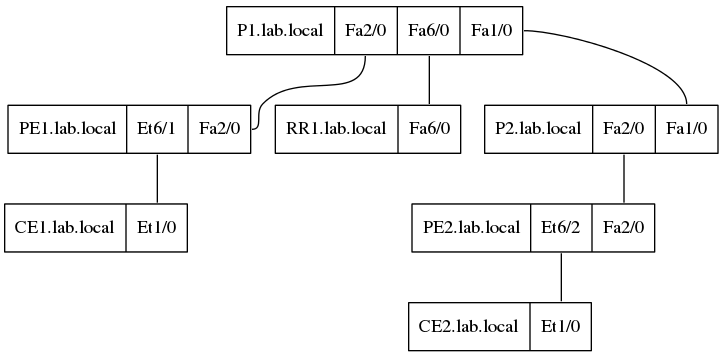 P1.lab.local Fa2/0 Fa6/0 Fa1/0
PE1.lab.local Et6/1 Fa2/0
RR1.lab.local Fa6/0
P2.lab.local Fa2/0 Fa1/0
CE1.lab.local Et1/0
PE2.lab.local Et6/2 Fa2/0
CE2.lab.local Et1/0